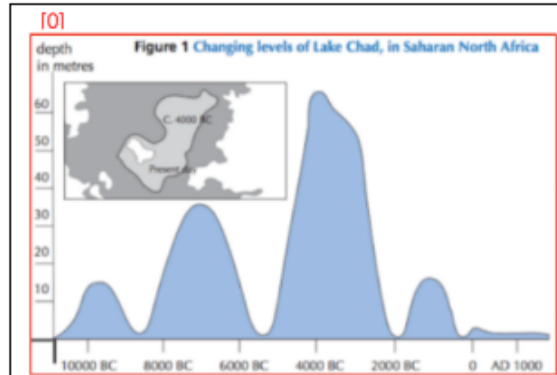 [0]
Figure 1 Changing levels of Lake Chad, in Saharan North Africa
depth
in metres
60
C. 4000 BC
50
Present day
40
30
20
10
10000 BC 8000 BC 6000 BC 4000 BC 2000 BC 0 AD 1000